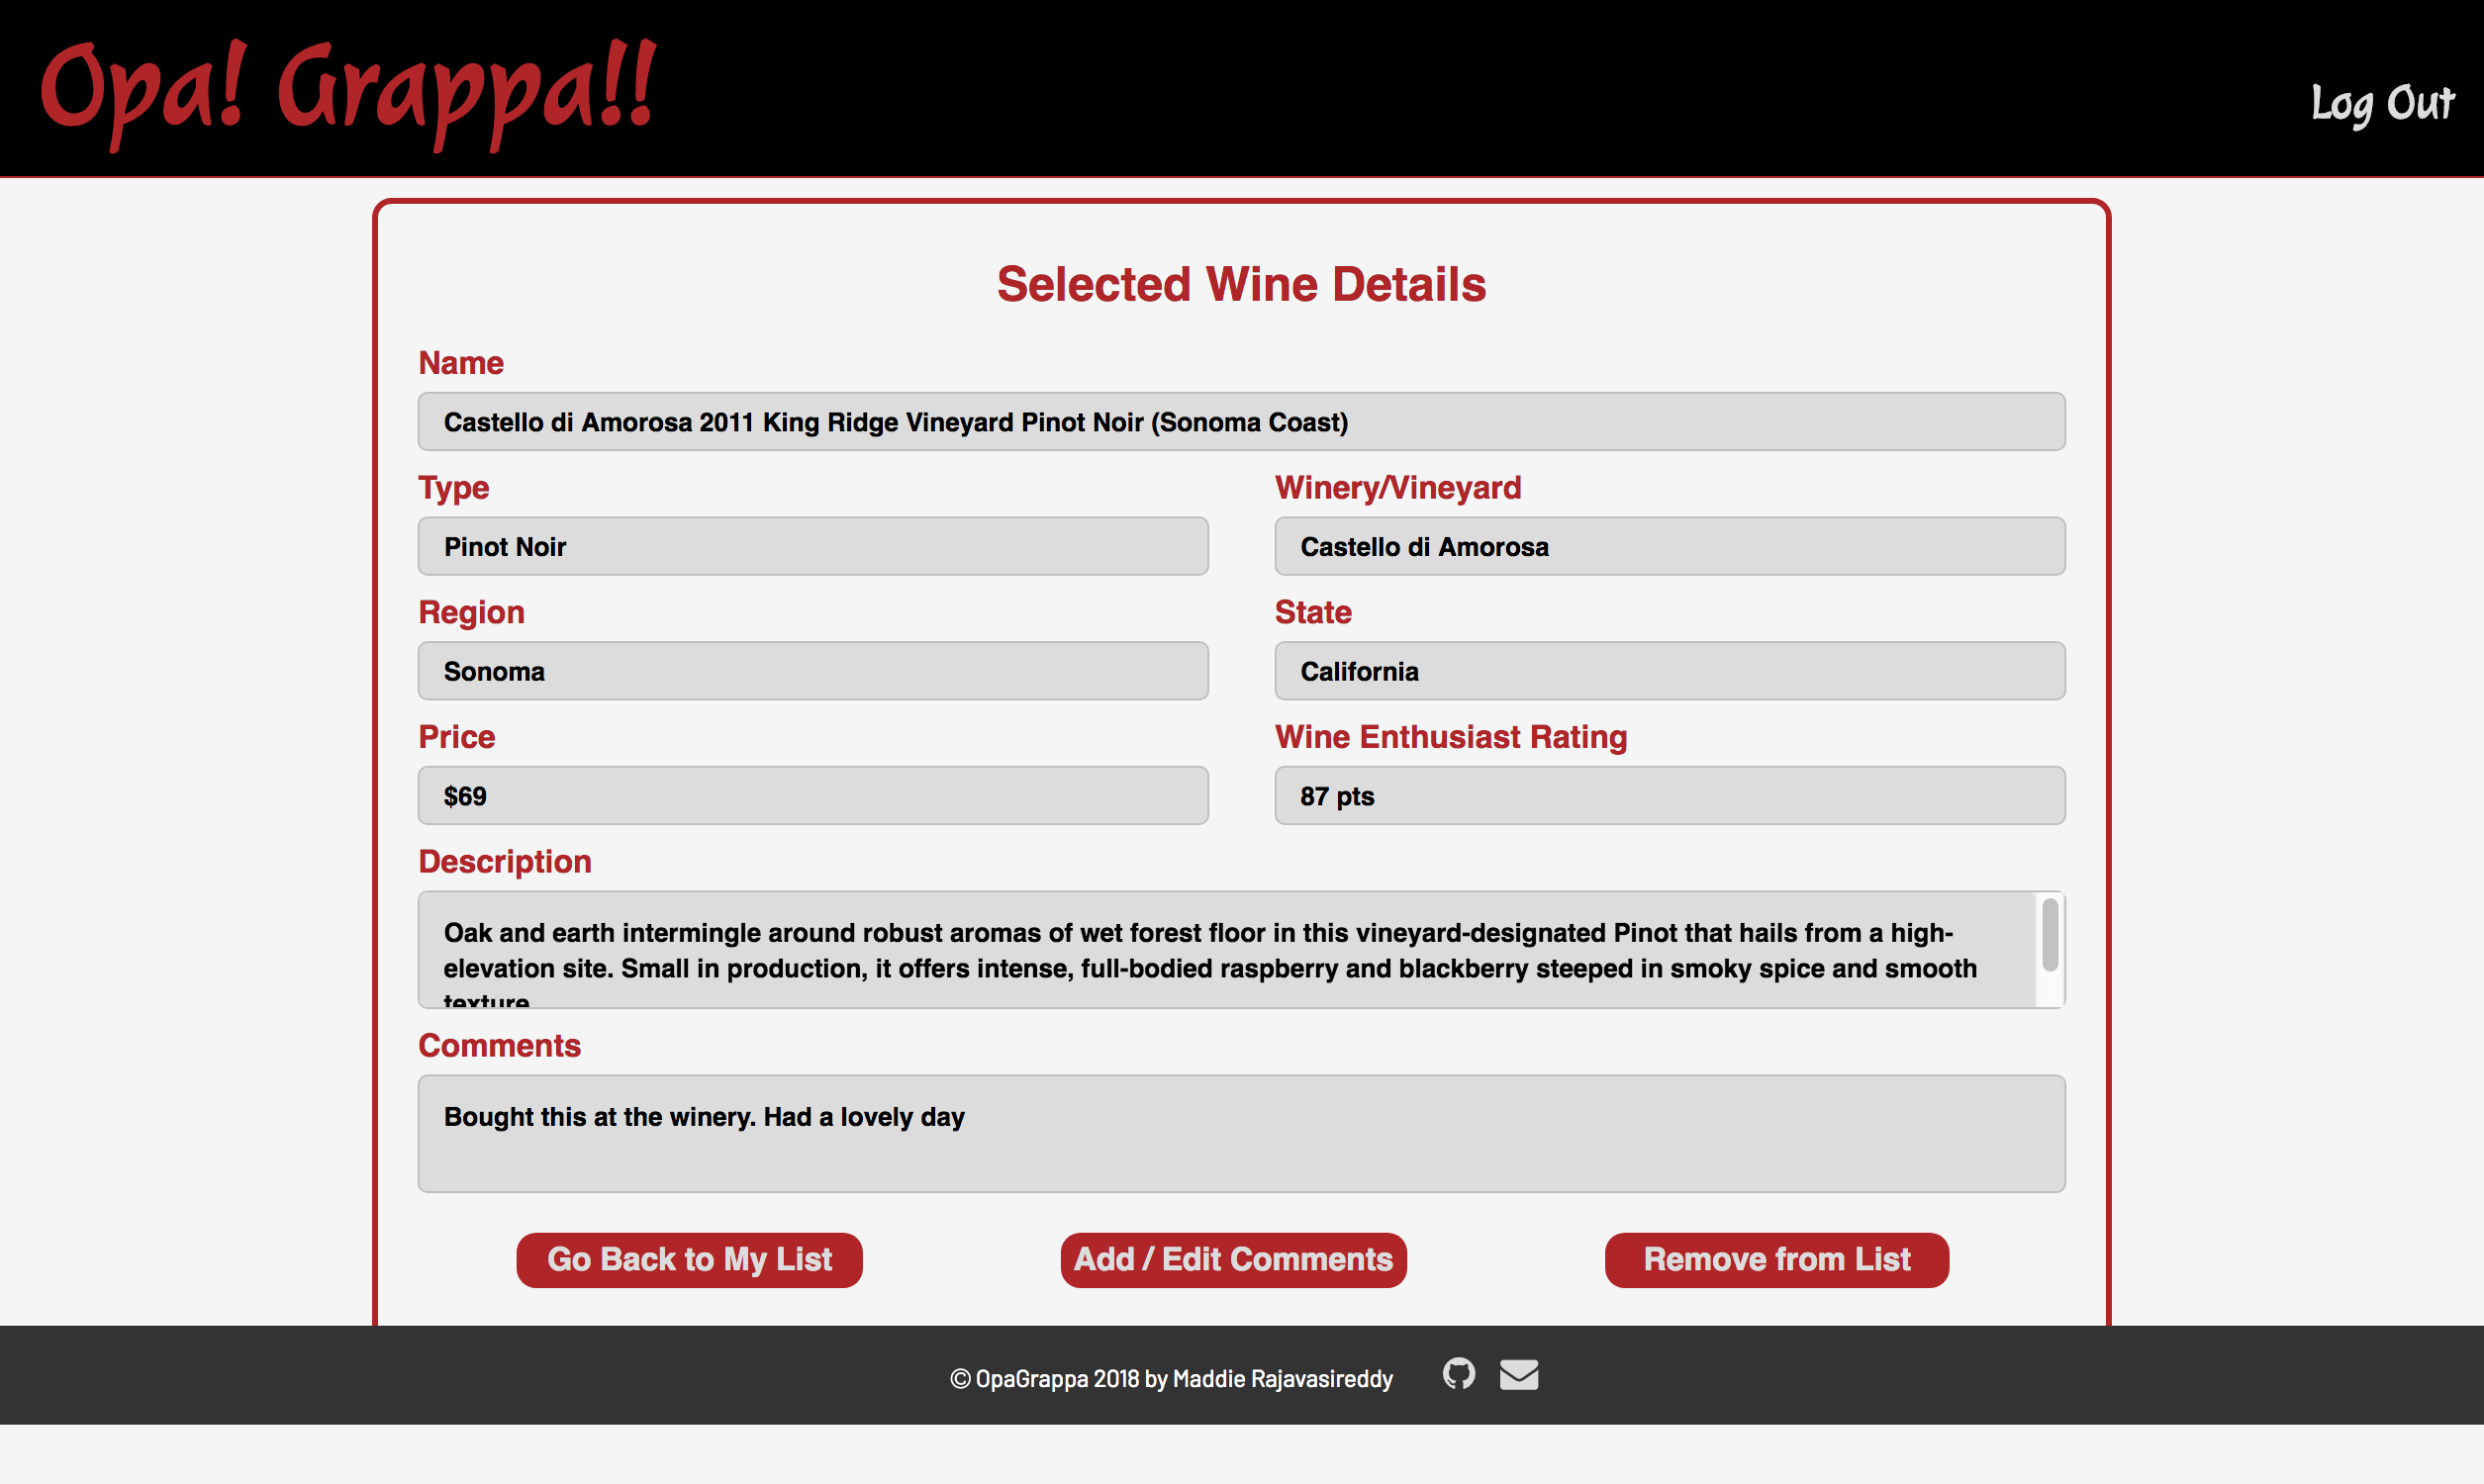 Opa! Grappa!!
Log Out
Selected Wine Details
Name
Castello di Amorosa 2011 King Ridge Vineyard Pinot Noir (Sonoma Coast)
Type
Winery/Vineyard
Pinot Noir
Castello di Amorosa
Region
State
Sonoma
California
Price
Wine Enthusiast Rating
$69
87 pts
Description
Oak and earth intermingle around robust aromas of wet forest floor in this vineyard-designated Pinot that hails from a high-
elevation site. Small in production, it offers intense, full-bodied raspberry and blackberry steeped in smoky spice and smooth
texture
Comments
Bought this at the winery. Had a lovely day
Go Back to My List
Add / Edit Comments
Remove from List
© OpaGrappa 2018 by Maddie Rajavasireddy